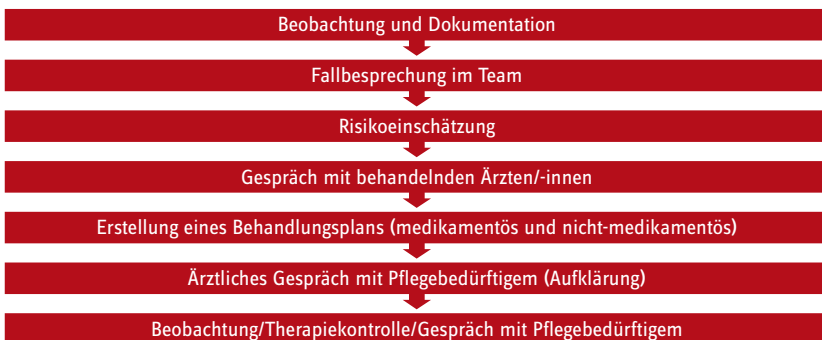 Beobachtung und Dokumentation
Fallbesprechung im Team
Risikoeinschätzung
Gespräch mit behandelnden Ärzten/-innen
Erstellung eines Behandlungsplans (medikamentös und nicht-medikamentös)
Ärztliches Gespräch mit Pflegebedürftigem (Aufklärung)
Beobachtung/Therapiekontrolle/Gespräch mit Pflegebedürftigem